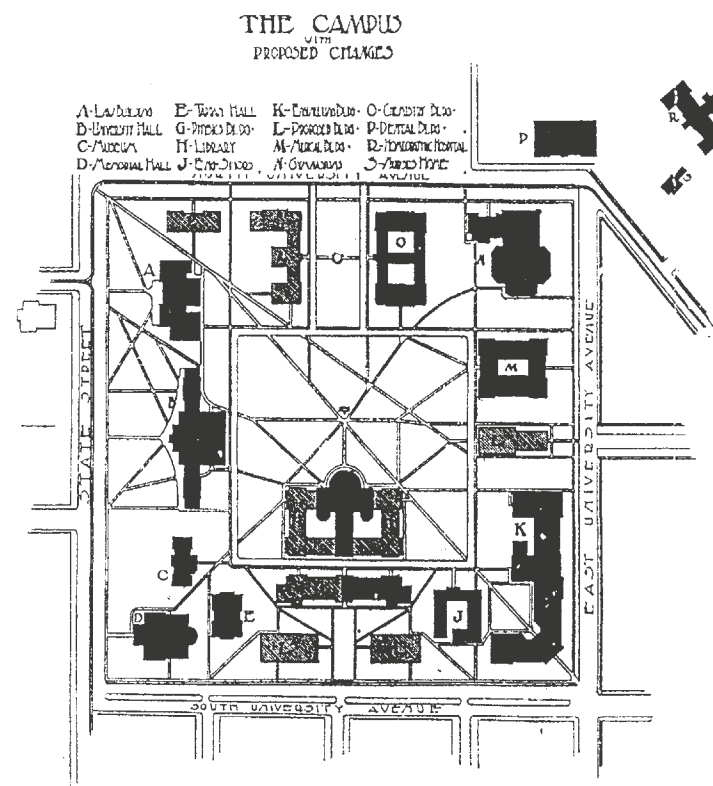 THE CAMPUS
WITH
PROPOSED CHANGES
A-LAW BUILDING E-TAPPAN HALL K-ENGINEERING BLDG- O-CHEMISTRY BLDG-
B-UNIVERSITY HALL G-PHYSICS BLDG- L-PROPOSED BLDG- P-DENTAL BLDG-
C-MUSEUM H-LIBRARY M-MEDICAL BLDG- R-HOMEOPATHIC HOSPITAL
D-MEMORIAL HALL J-ENG-SHOPS N-GYMNASIUMS S-NURSES HOME
NORTH UNIVERSITY AVENUE
P
R
S
O
A
STATE STREET
B
M
EAST UNIVERSITY AVENUE
K
C
D
E
J
SOUTH UNIVERSITY AVENUE